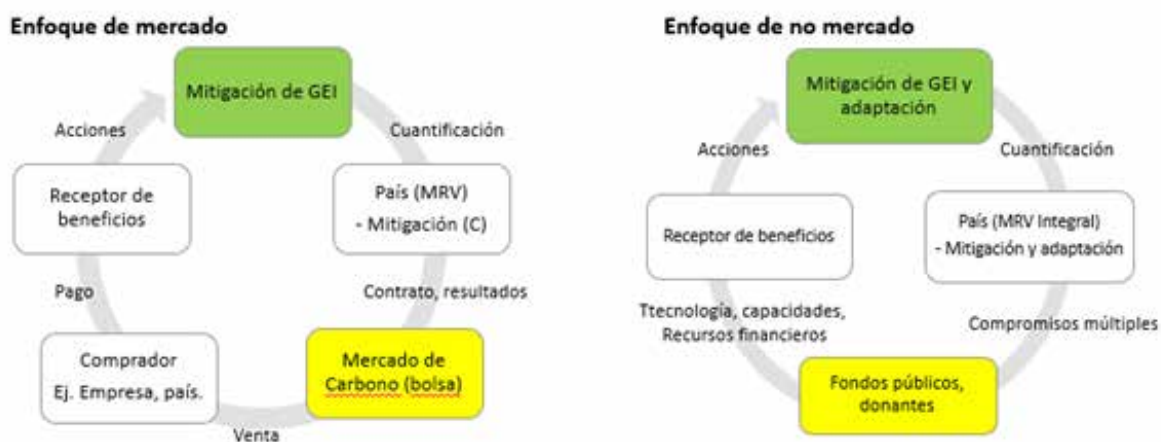 Enfoque de mercado
Mitigación de GEI
Acciones
Cuantificación
Receptor de
beneficios
País (MRV)
- Mitigación (C)
Pago
Contrato, resultados
Comprador
Ej. Empresa, país.
Mercado de
Carbono (bolsa)
Venta
Enfoque de no mercado
Mitigación de GEI y
adaptación
Acciones
Cuantificación
Receptor de beneficios
País (MRV Integral)
- Mitigación y adaptación
Ttecnología, capacidades,
Recursos financieros
Compromisos múltiples
Fondos públicos,
donantes